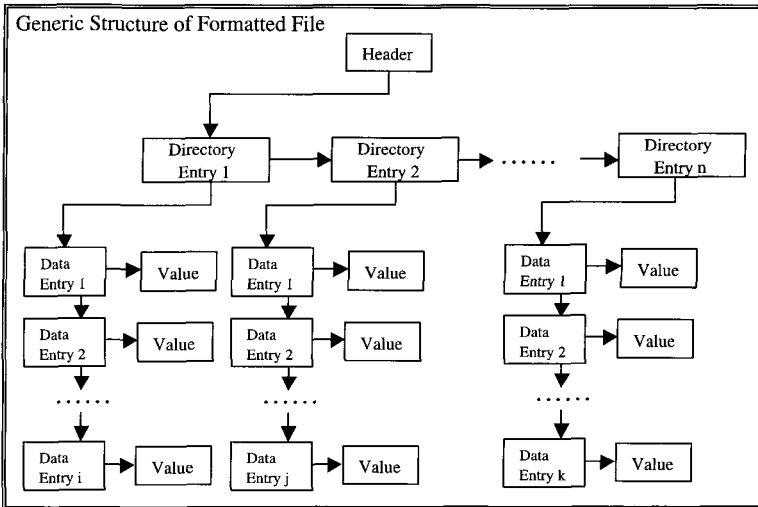 Generic Structure of Formatted File
Header
Directory
Entry 1
Directory
Entry 2
......
Directory
Entry n
Data
Entry 1
Value
Data
Entry 1
Value
Data
Entry 1
Value
Data
Entry 2
Value
Data
Entry 2
Value
Data
Entry 2
Value
......
......
......
Data
Entry i
Value
Data
Entry j
Value
Data
Entry k
Value